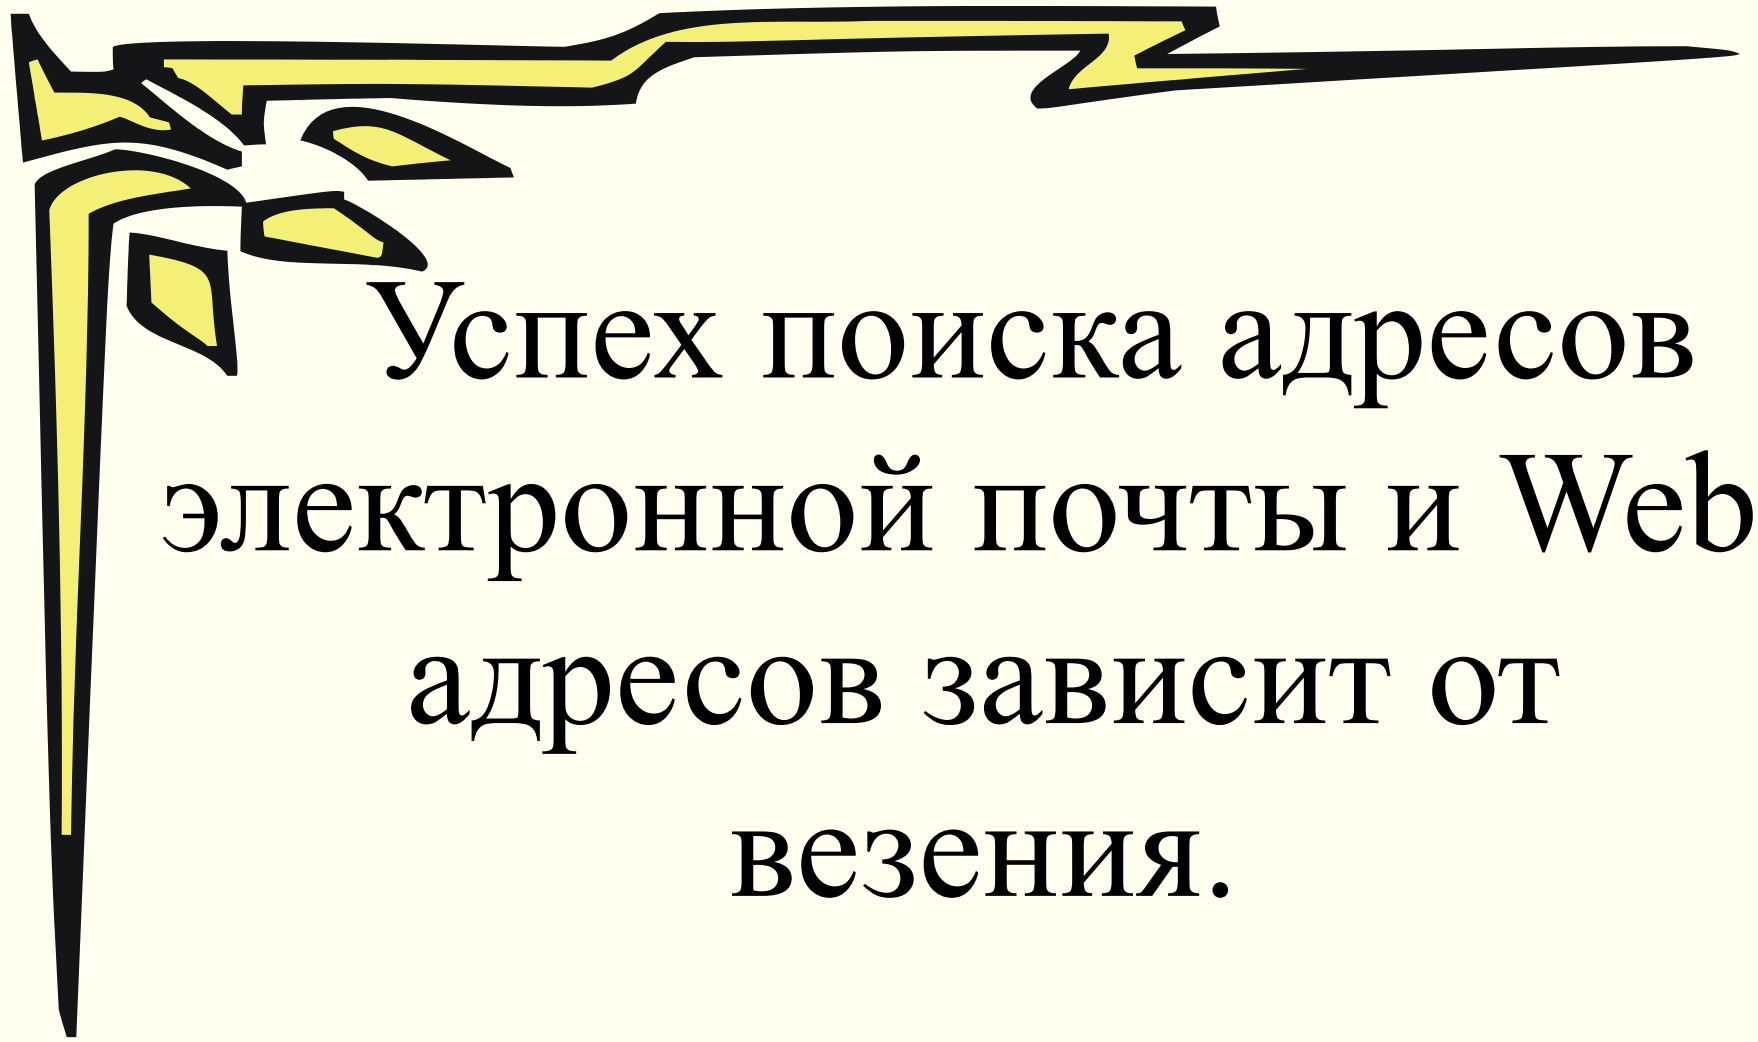 Успех поиска адресов
электронной почты и Web
адресов зависит от
везения.